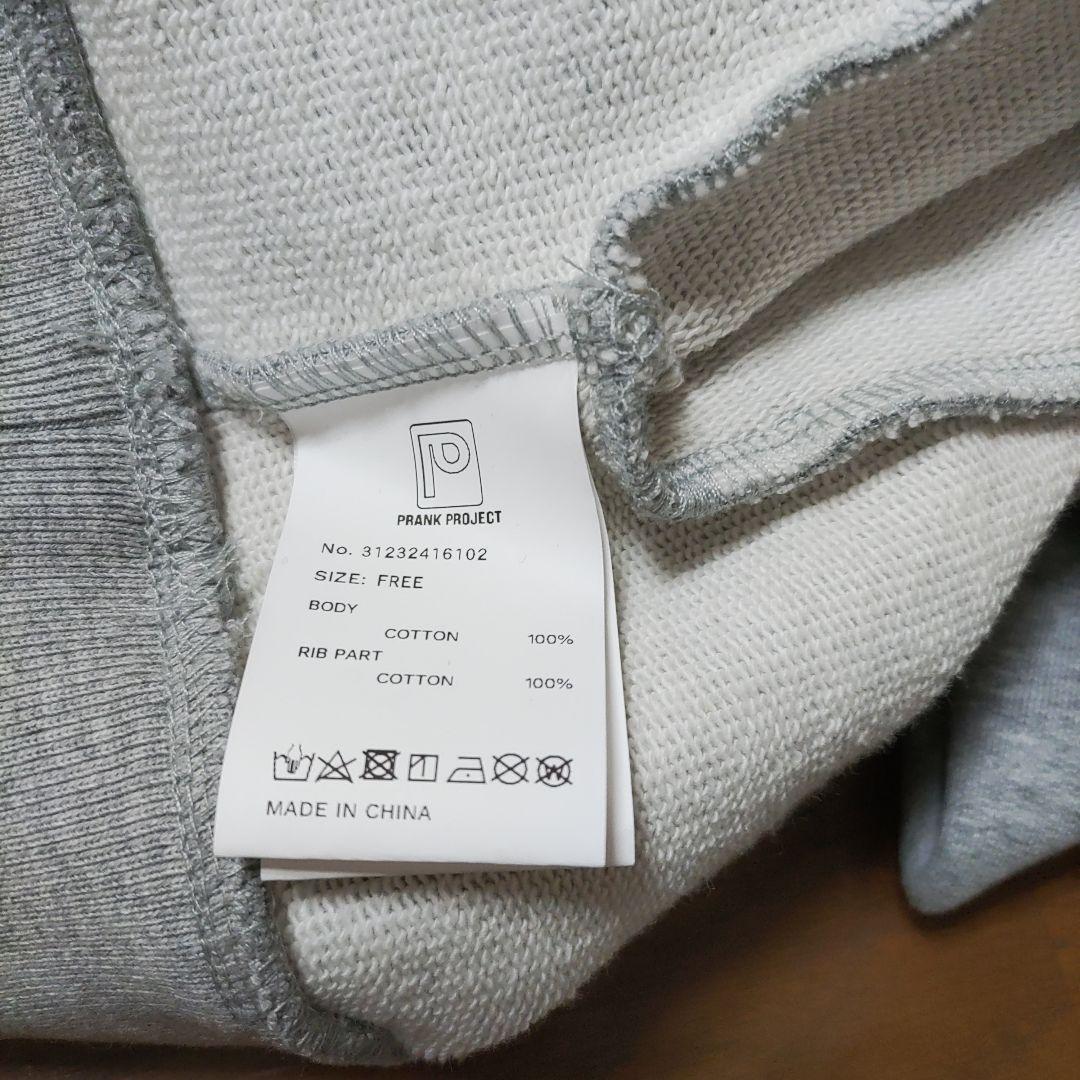 PRANK PROJECT
No. 31232416102
SIZE: FREE
BODY
COTTON 100%
RIB PART
COTTON 100%
MADE IN CHINA